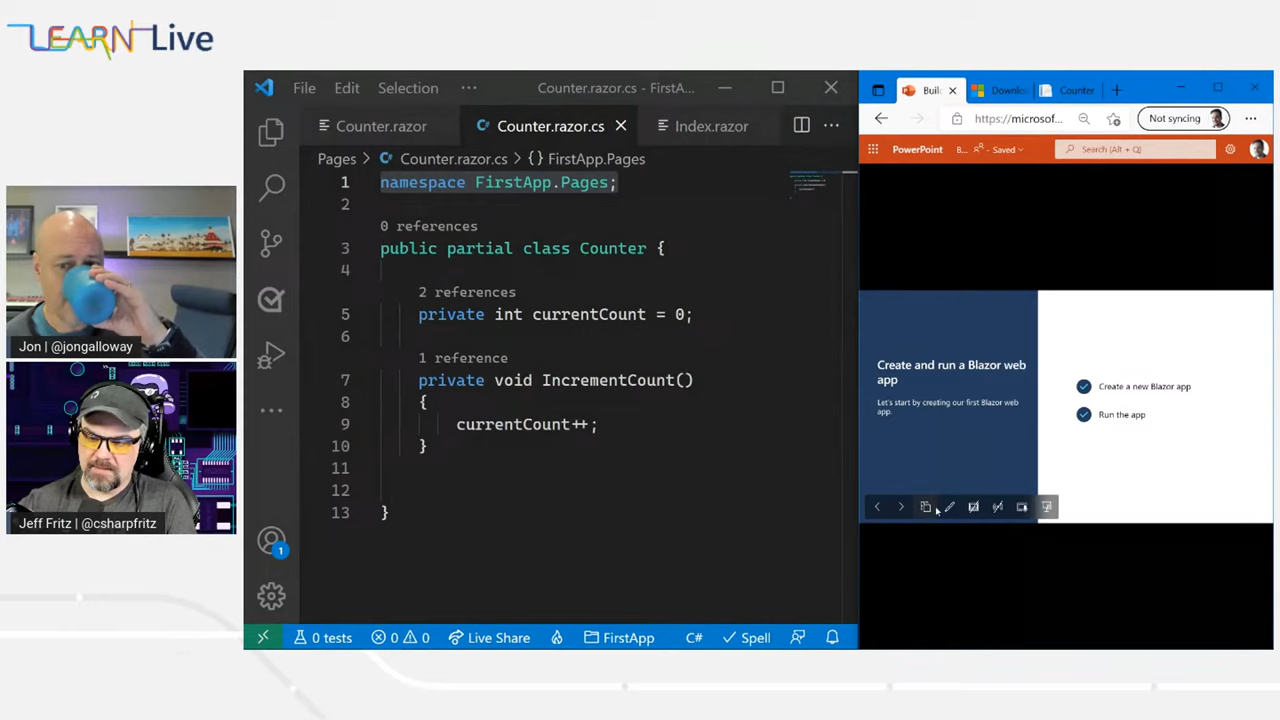 LEARN Live
File Edit Selection ··· Counter.razor.cs - FirstA...
Counter.razor Counter.razor.cs Index.razor ···
Pages > Counter.razor.cs > {} FirstApp.Pages
1 namespace FirstApp.Pages;
2
0 references
3 public partial class Counter {
4
2 references
5 private int currentCount = 0;
6
1 reference
7 private void IncrementCount()
8 {
9 currentCount++;
10 }
11
12
13 }
1
0 tests 0 0 Live Share FirstApp C# Spell
Jon | @jongalloway
Jeff Fritz | @csharpfritz
Build Downlo Counter
https://microsof... Not syncing ···
PowerPoint B... - Saved Search (Alt + Q)
Create and run a Blazor web
app
Let's start by creating our first Blazor web
app.
Create a new Blazor app
Run the app